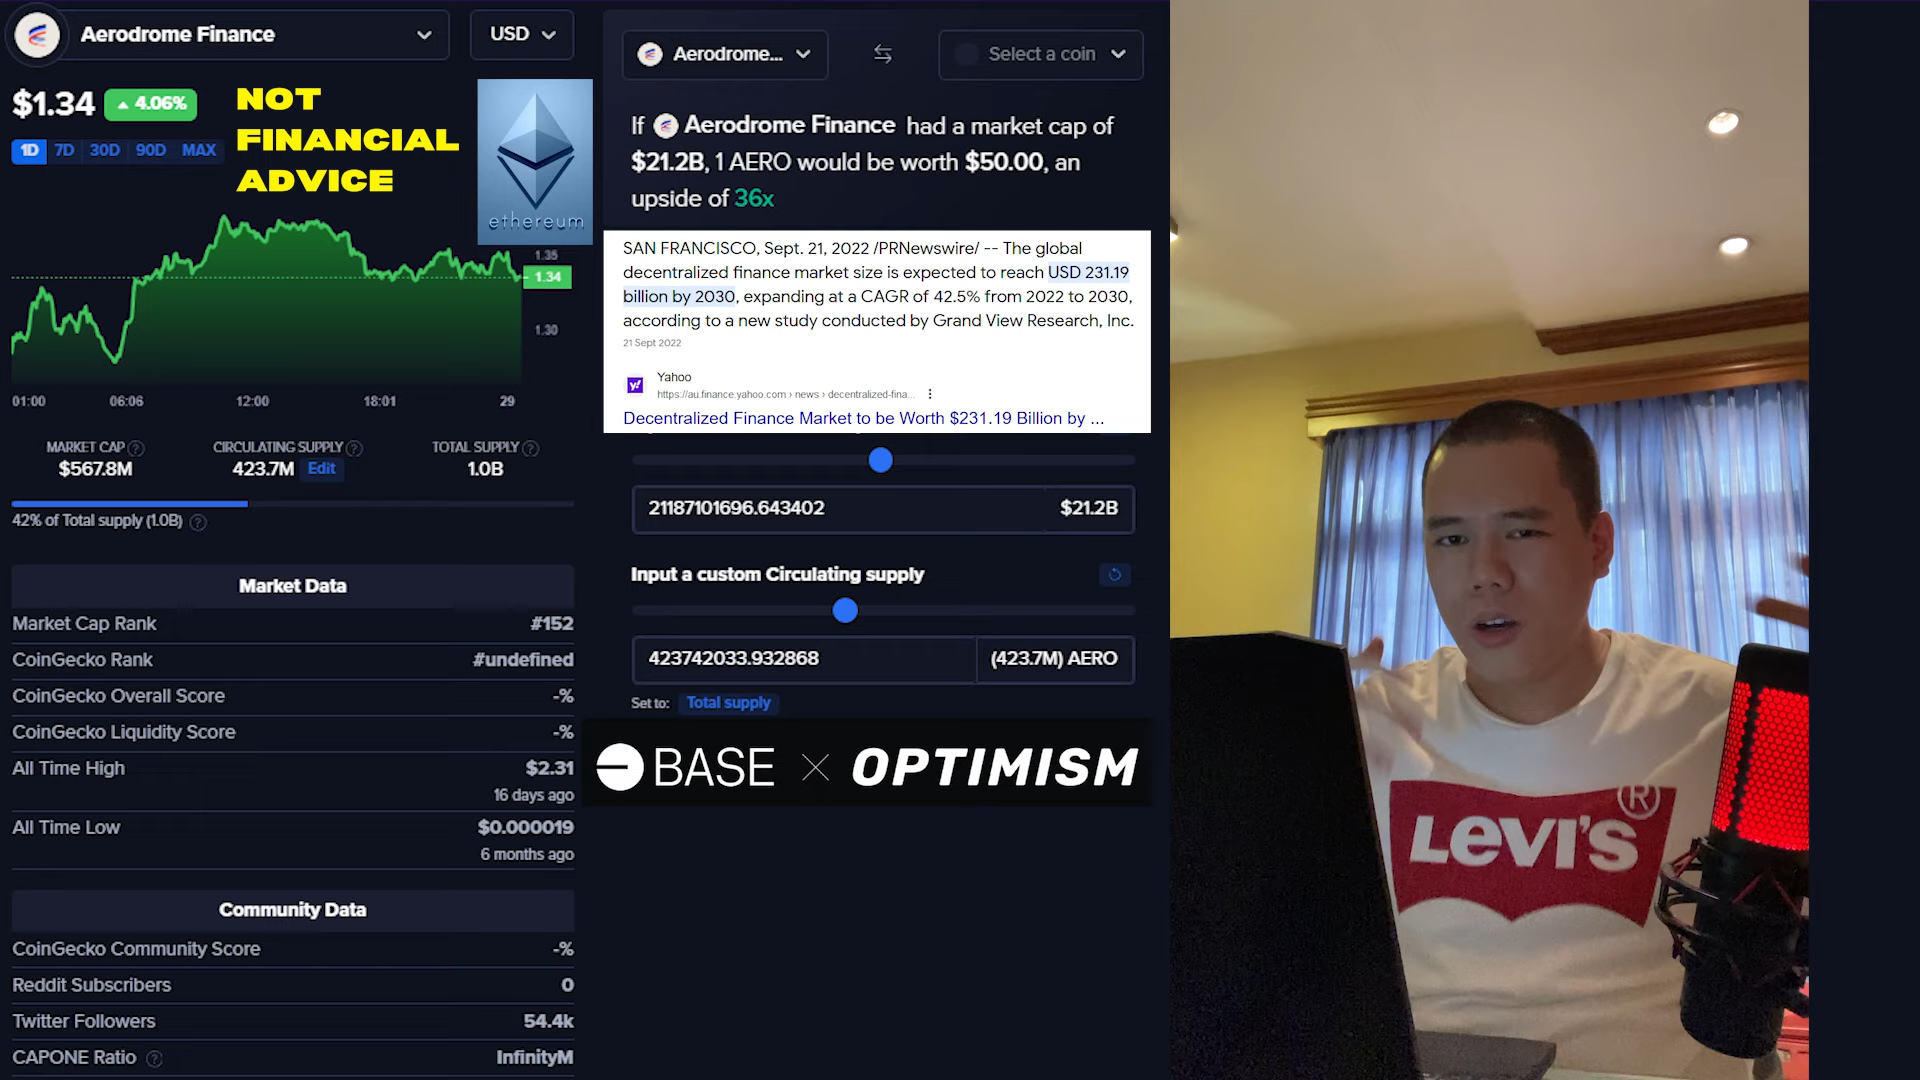 Aerodrome Finance
USD
$1.34
4.06%
NOT
FINANCIAL
ADVICE
1D 7D 30D 90D MAX
ethereum
1.35
1.34
1.30
01:00 06:06 12:00 18:01 29
MARKET CAP ? CIRCULATING SUPPLY ? TOTAL SUPPLY ?
$567.8M 423.7M Edit 1.0B
42% of Total supply (1.0B) ?
Market Data
Market Cap Rank #152
CoinGecko Rank #undefined
CoinGecko Overall Score -%
CoinGecko Liquidity Score -%
All Time High $2.31
16 days ago
All Time Low $0.000019
6 months ago
Community Data
CoinGecko Community Score -%
Reddit Subscribers 0
Twitter Followers 54.4k
CAPONE Ratio ? InfinityM
Aerodrome... Select a coin
If Aerodrome Finance had a market cap of
$21.2B, 1 AERO would be worth $50.00, an
upside of 36x
SAN FRANCISCO, Sept. 21, 2022 /PRNewswire/ -- The global
decentralized finance market size is expected to reach USD 231.19
billion by 2030, expanding at a CAGR of 42.5% from 2022 to 2030,
according to a new study conducted by Grand View Research, Inc.
21 Sept 2022
y!
Yahoo
https://au.finance.yahoo.com › news › decentralized-fina...
Decentralized Finance Market to be Worth $231.19 Billion by ...
21187101696.643402 $21.2B
Input a custom Circulating supply
423742033.932868 (423.7M) AERO
Set to: Total supply
BASE × OPTIMISM
LEVI'S ®